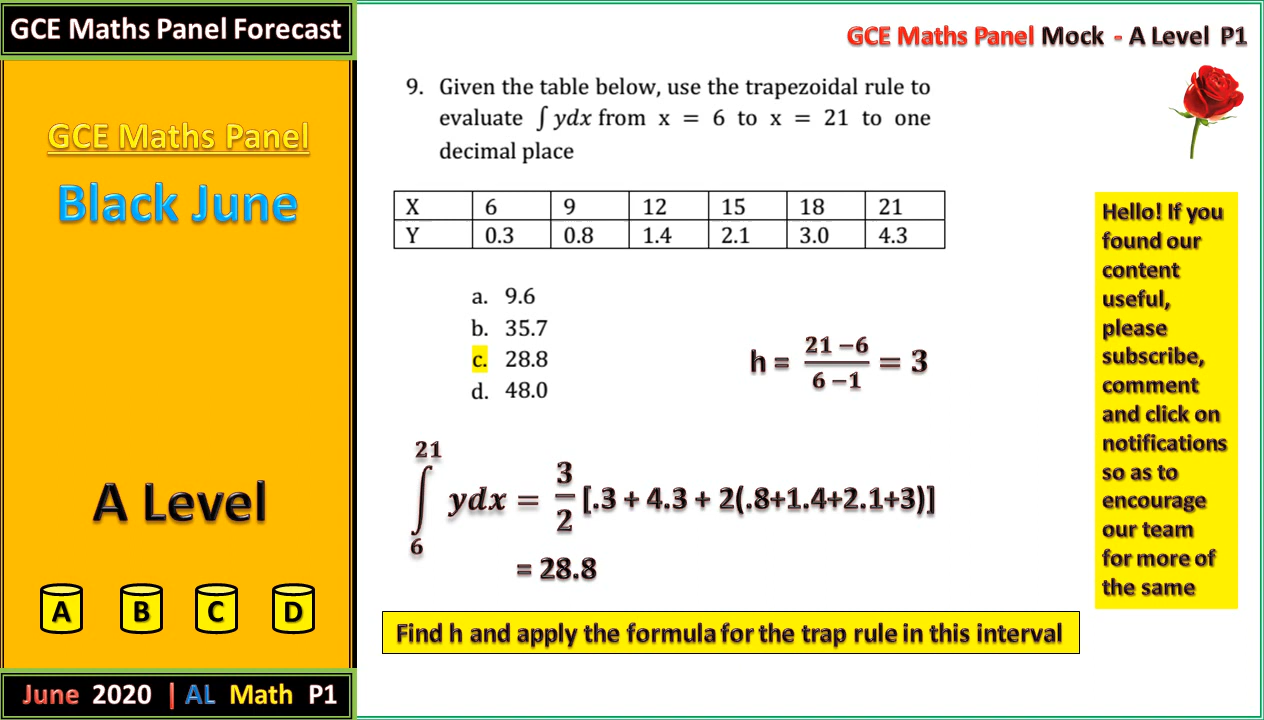 GCE Maths Panel Forecast
GCE Maths Panel
Black June
A Level
A B C D
June 2020 | AL Math P1
GCE Maths Panel Mock - A Level P1
9. Given the table below, use the trapezoidal rule to
evaluate ∫ ydx from x = 6 to x = 21 to one
decimal place
X 6 9 12 15 18 21
Y 0.3 0.8 1.4 2.1 3.0 4.3
a. 9.6
b. 35.7
c. 28.8
d. 48.0
h = (21 − 6)/(6 − 1) = 3
∫₆²¹ ydx = 3/2 [.3 + 4.3 + 2(.8+1.4+2.1+3)]
= 28.8
Find h and apply the formula for the trap rule in this interval
Hello! If you
found our
content
useful,
please
subscribe,
comment
and click on
notifications
so as to
encourage
our team
for more of
the same